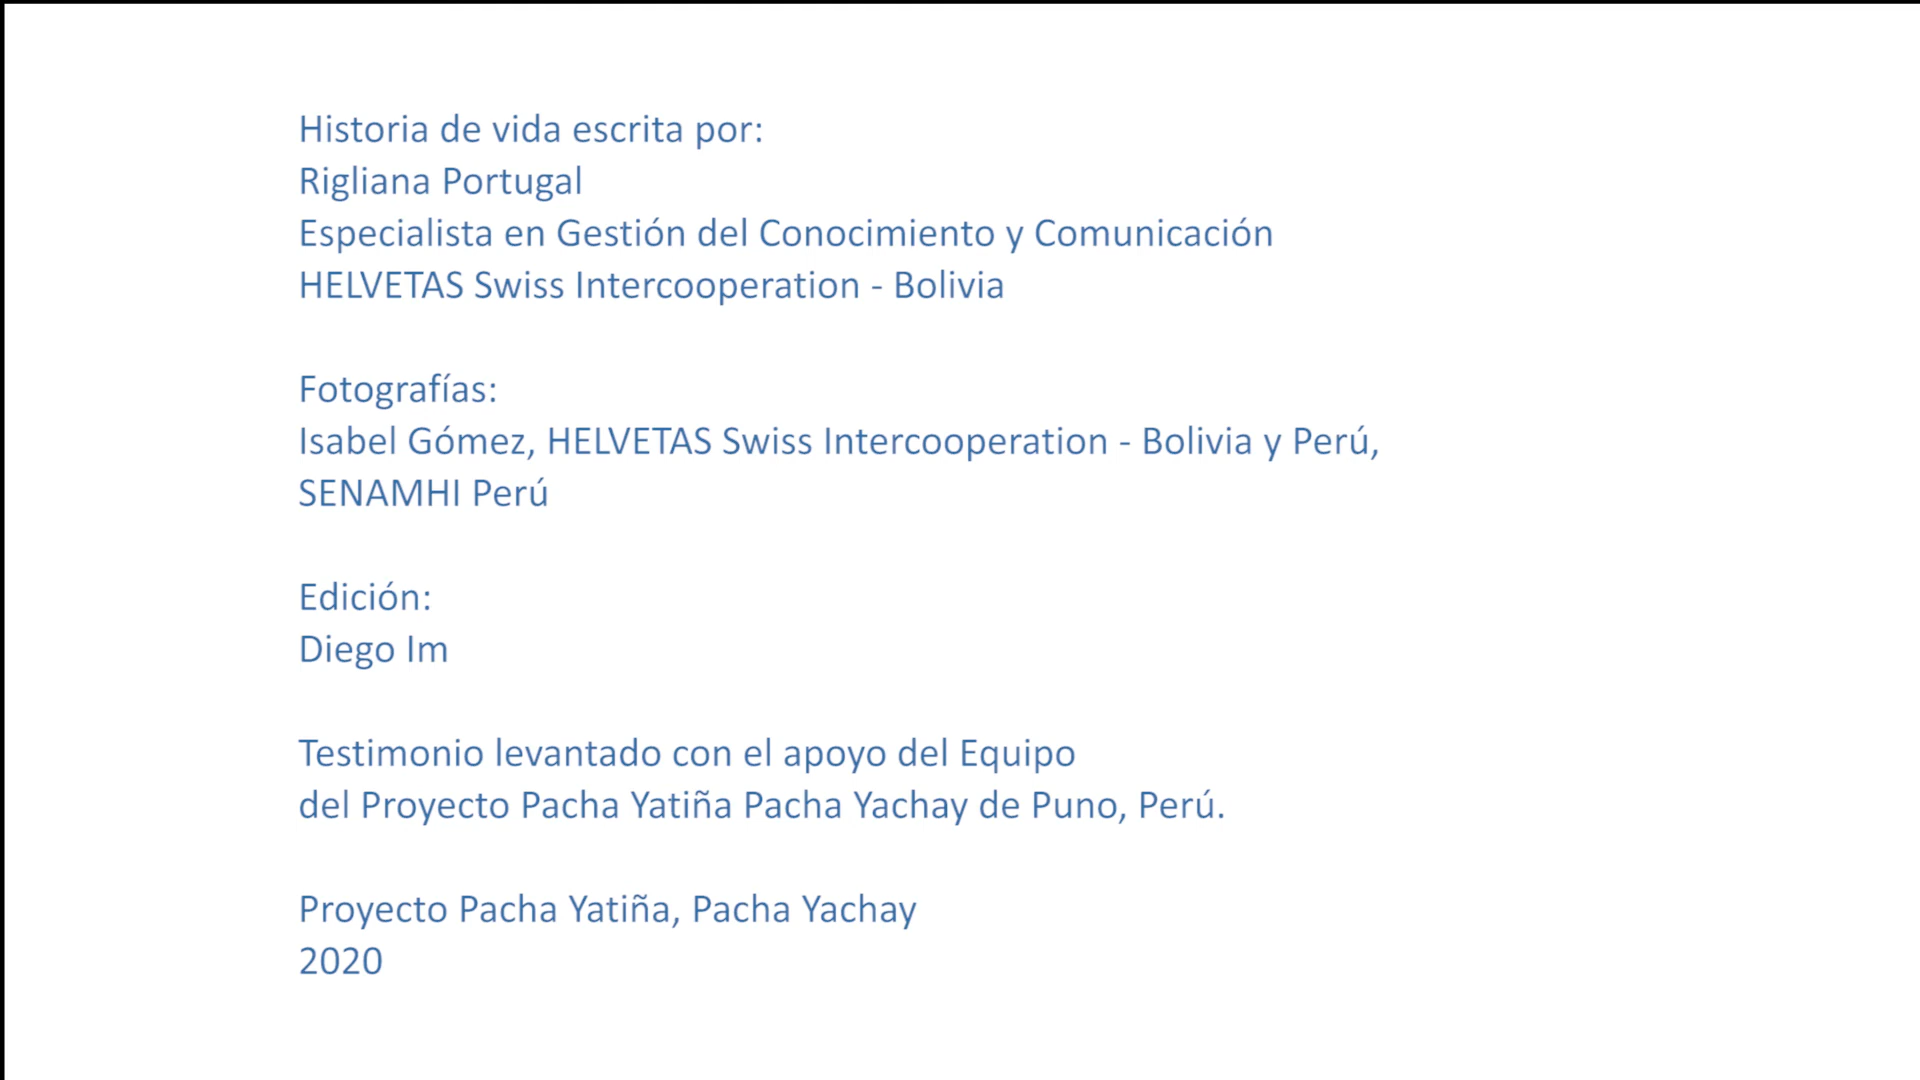 Historia de vida escrita por:
Rigliana Portugal
Especialista en Gestión del Conocimiento y Comunicación
HELVETAS Swiss Intercooperation - Bolivia
Fotografías:
Isabel Gómez, HELVETAS Swiss Intercooperation - Bolivia y Perú,
SENAMHI Perú
Edición:
Diego Im
Testimonio levantado con el apoyo del Equipo
del Proyecto Pacha Yatiña Pacha Yachay de Puno, Perú.
Proyecto Pacha Yatiña, Pacha Yachay
2020